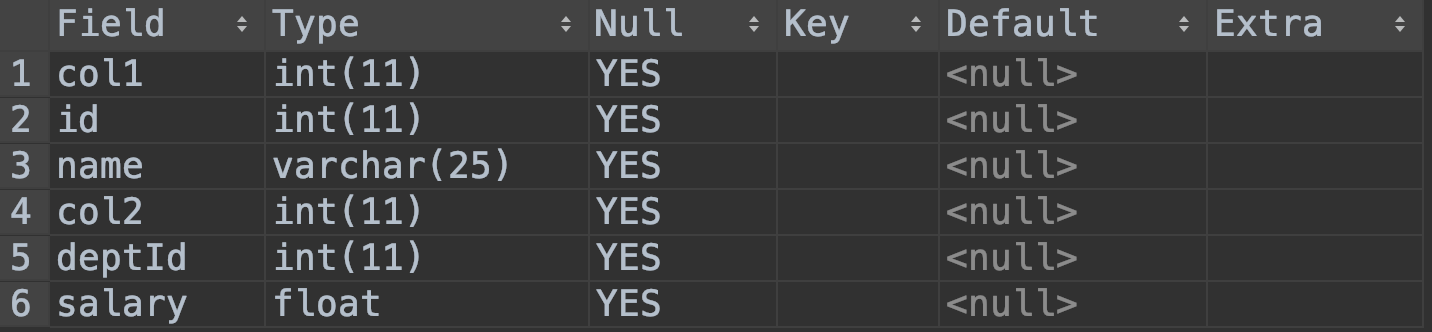 Field Type Null Key Default Extra
1 col1 int(11) YES <null>
2 id int(11) YES <null>
3 name varchar(25) YES <null>
4 col2 int(11) YES <null>
5 deptId int(11) YES <null>
6 salary float YES <null>